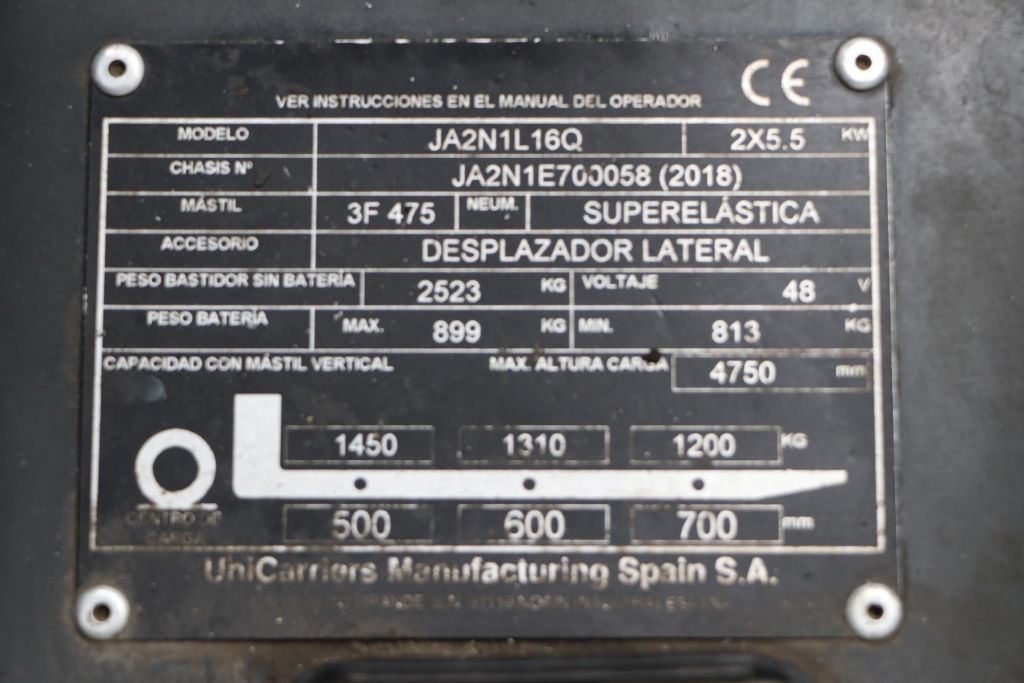 CE
VER INSTRUCCIONES EN EL MANUAL DEL OPERADOR
MODELO JA2N1L16Q 2X5.5 KW
CHASIS Nº JA2N1E700058 (2018)
MÁSTIL 3F 475 NEUM. SUPERELÁSTICA
ACCESORIO DESPLAZADOR LATERAL
PESO BASTIDOR SIN BATERÍA 2523 KG VOLTAJE 48 V
PESO BATERÍA MAX. 899 KG MIN. 813 KG
CAPACIDAD CON MÁSTIL VERTICAL MAX. ALTURA CARGA 4750 mm
1450 1310 1200 KG
CENTRO DE
CARGA
500 600 700 mm
UniCarriers Manufacturing Spain S.A.